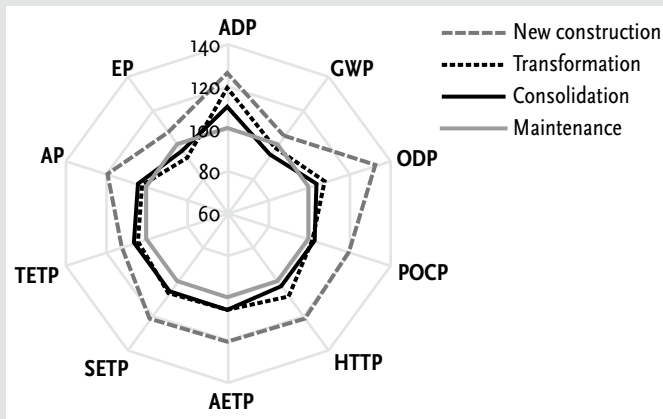 ADP
GWP
ODP
POCP
HTTP
AETP
SETP
TETP
AP
EP
140
120
100
80
60
New construction
Transformation
Consolidation
Maintenance